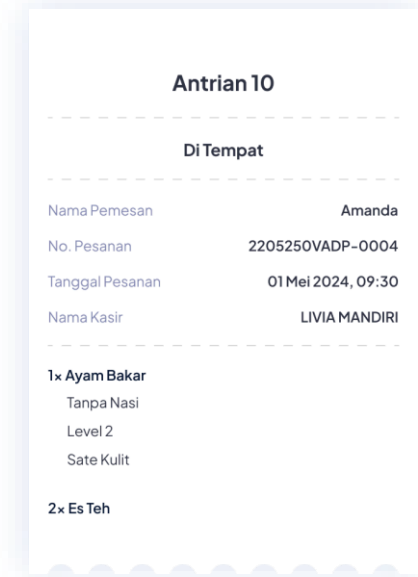 Antrian 10
Di Tempat
Nama Pemesan Amanda
No. Pesanan 2205250VADP-0004
Tanggal Pesanan 01 Mei 2024, 09:30
Nama Kasir LIVIA MANDIRI
1x Ayam Bakar
Tanpa Nasi
Level 2
Sate Kulit
2x Es Teh